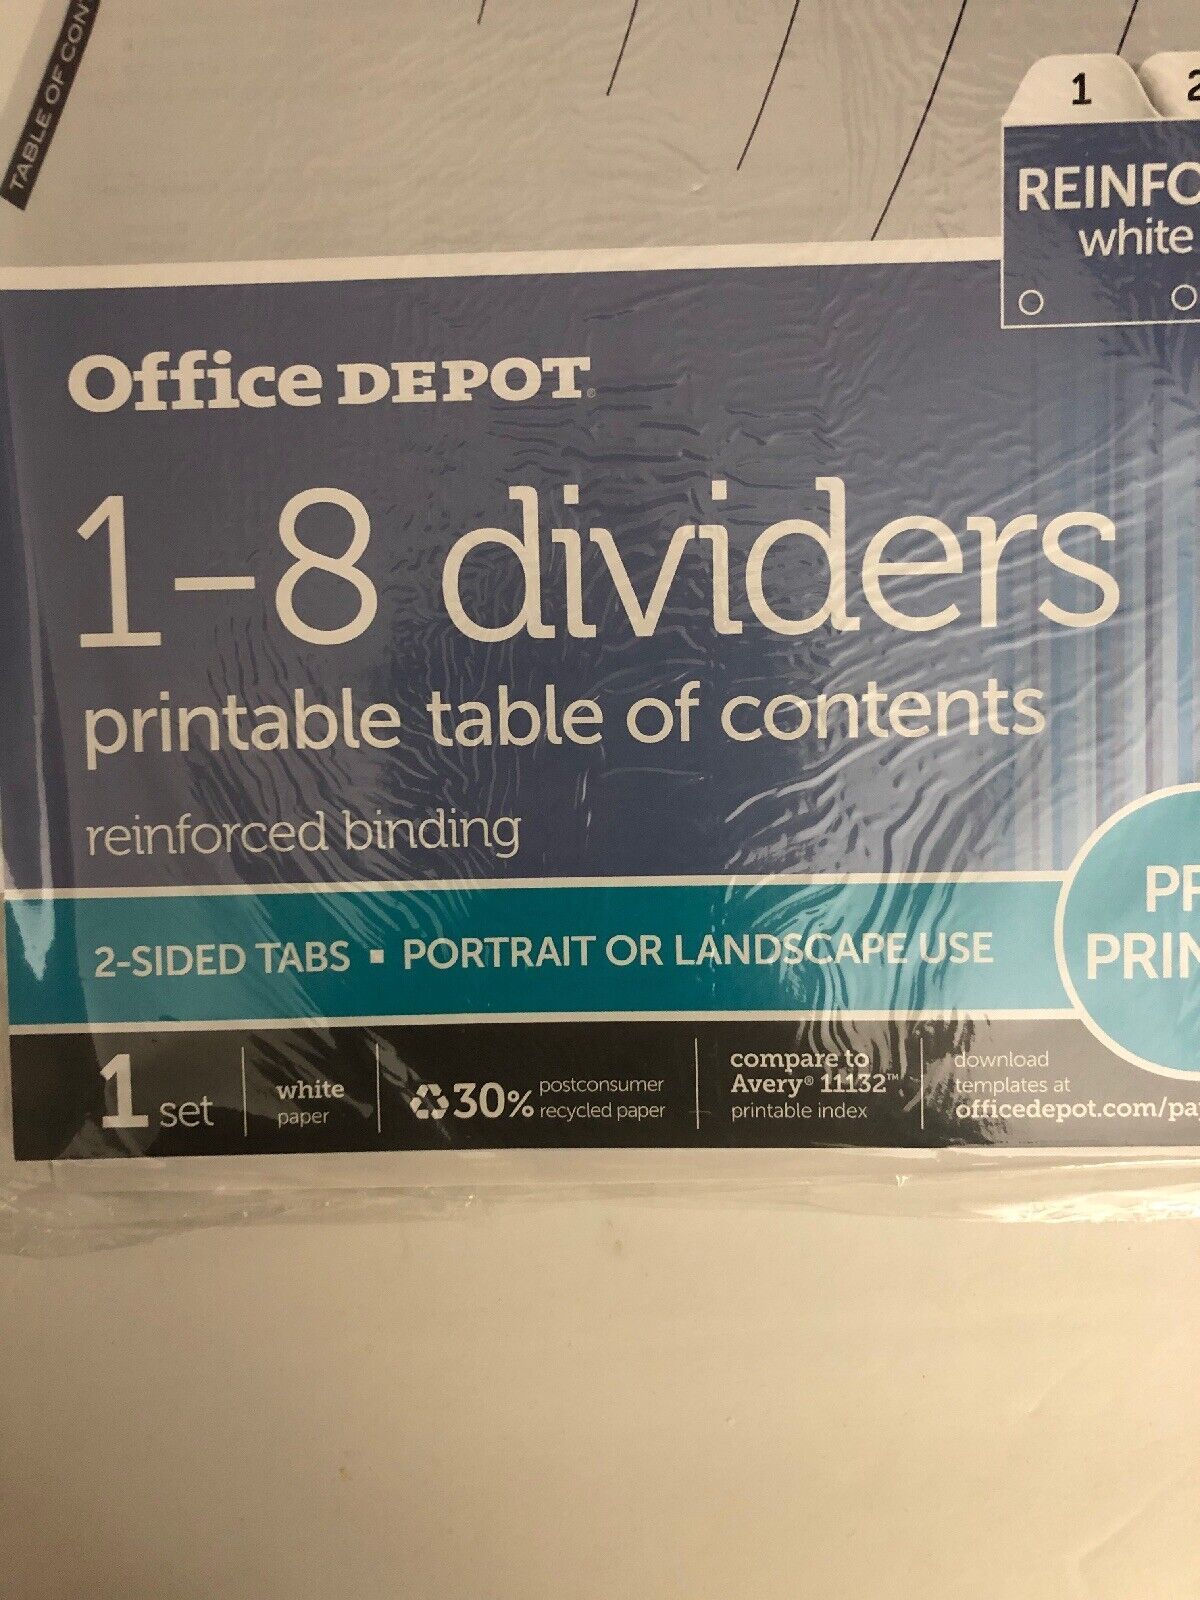 TABLE OF CON
1 2
REINFO
white
Office DEPOT®
1–8 dividers
printable table of contents
reinforced binding
2-SIDED TABS ▪ PORTRAIT OR LANDSCAPE USE
PR
PRIN
1 set
white
paper
30% postconsumer
recycled paper
compare to
Avery® 11132™
printable index
download
templates at
officedepot.com/pa